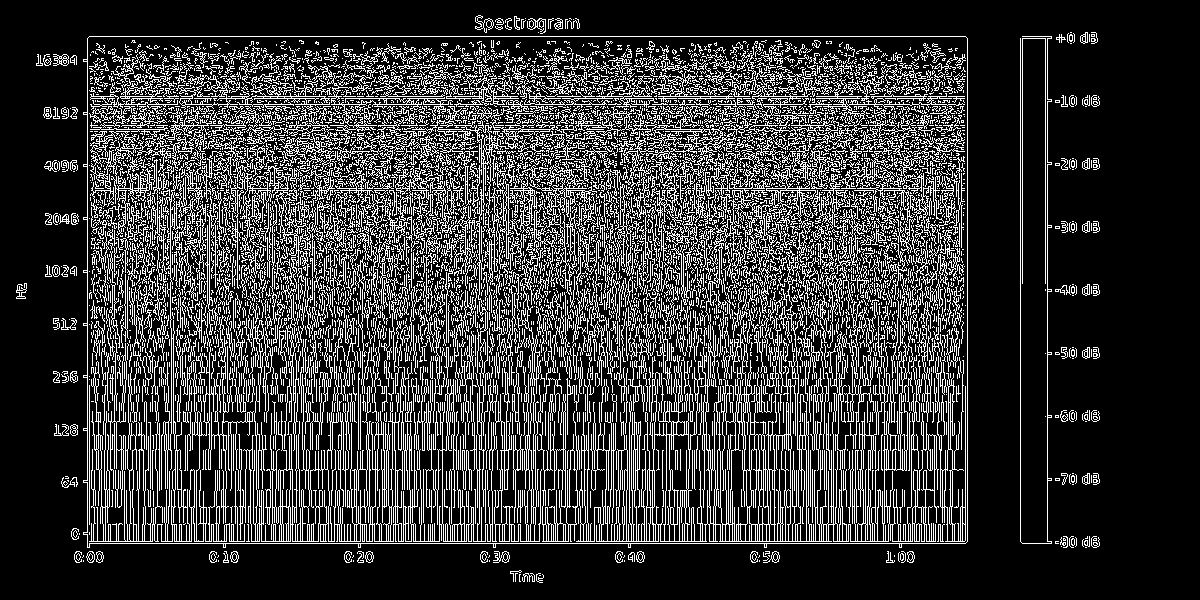 Spectrogram
Hz
16384
8192
4096
2048
1024
512
256
128
64
0
0:00
0:10
0:20
0:30
0:40
0:50
1:00
Time
+0 dB
-10 dB
-20 dB
-30 dB
-40 dB
-50 dB
-60 dB
-70 dB
-80 dB